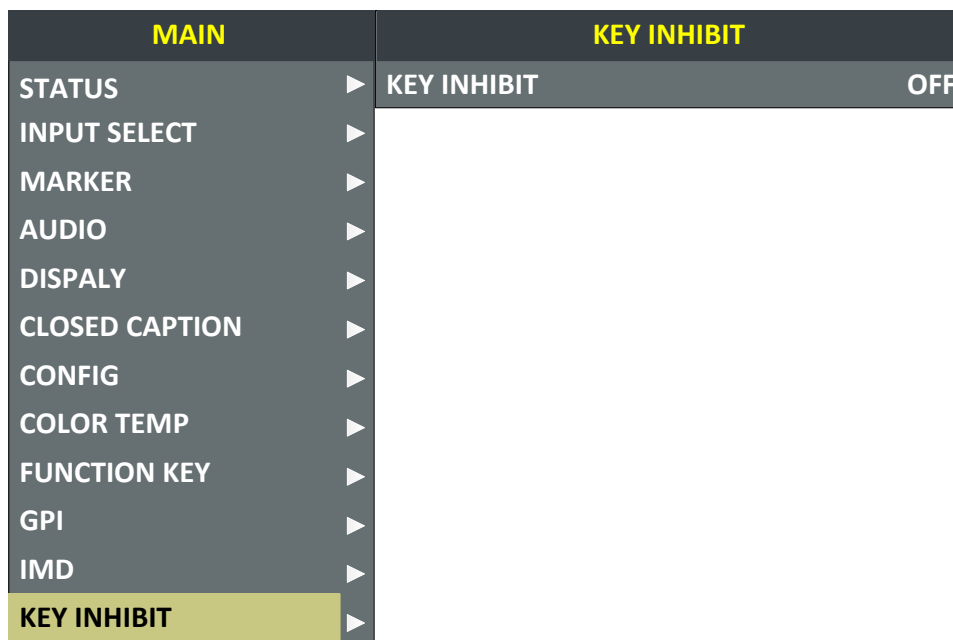 MAIN
KEY INHIBIT
STATUS
KEY INHIBIT OFF
INPUT SELECT
MARKER
AUDIO
DISPALY
CLOSED CAPTION
CONFIG
COLOR TEMP
FUNCTION KEY
GPI
IMD
KEY INHIBIT